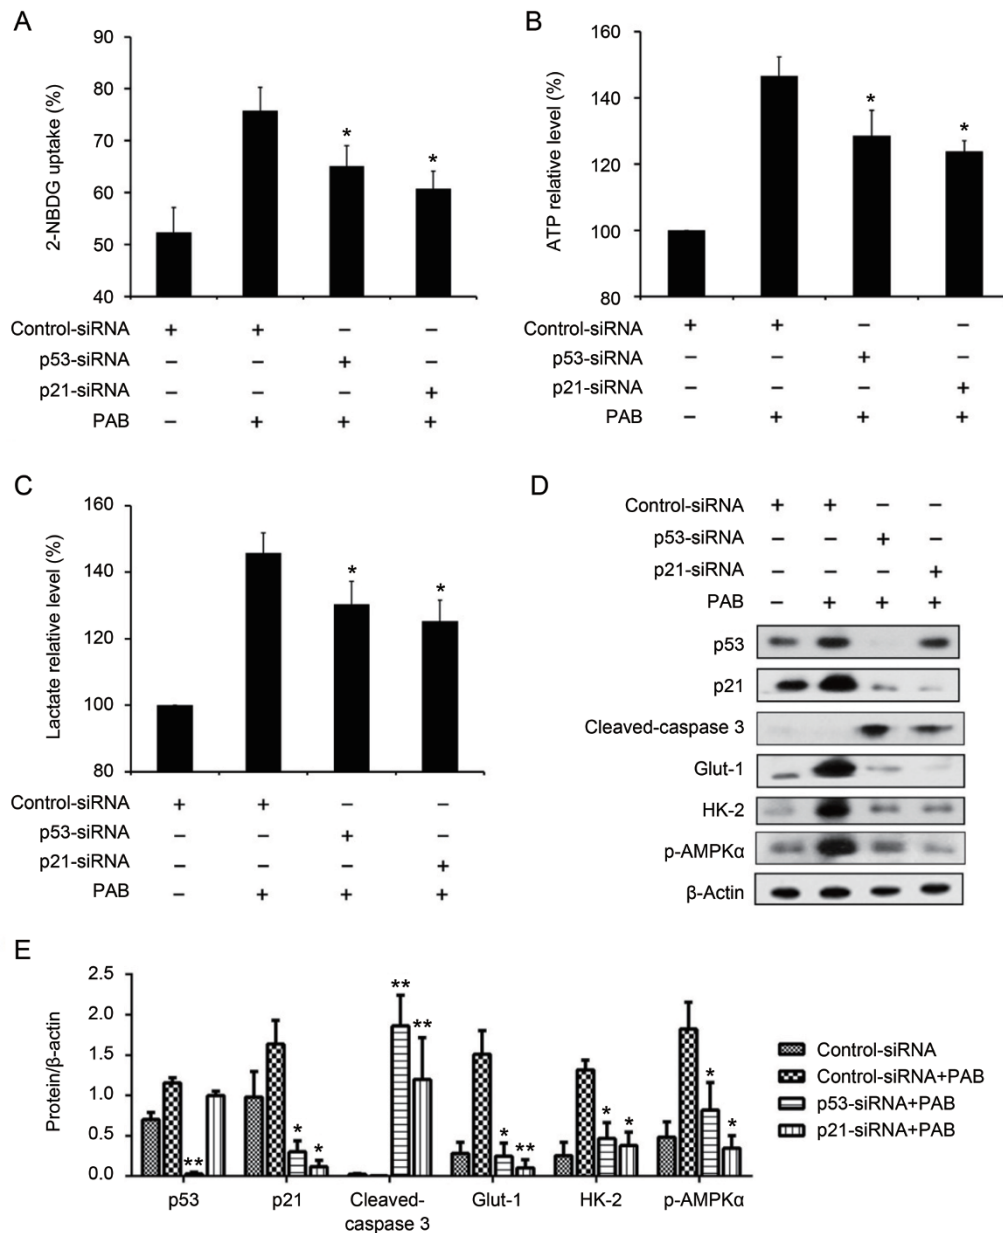 A
90
80
70
60
50
40
2-NBDG uptake (%)
*
*
Control-siRNA + + – –
p53-siRNA – – + –
p21-siRNA – – – +
PAB – + + +
B
160
140
120
100
80
ATP relative level (%)
*
*
Control-siRNA + + – –
p53-siRNA – – + –
p21-siRNA – – – +
PAB – + + +
C
160
140
120
100
80
Lactate relative level (%)
*
*
Control-siRNA + + – –
p53-siRNA – – + –
p21-siRNA – – – +
PAB – + + +
D
Control-siRNA + + – –
p53-siRNA – – + –
p21-siRNA – – – +
PAB – + + +
p53
p21
Cleaved-caspase 3
Glut-1
HK-2
p-AMPKα
β-Actin
E
2.5
2.0
1.5
1.0
0.5
0.0
Protein/β-actin
**
*
*
**
**
*
**
*
*
*
*
p53
p21
Cleaved-
caspase 3
Glut-1
HK-2
p-AMPKα
Control-siRNA
Control-siRNA+PAB
p53-siRNA+PAB
p21-siRNA+PAB